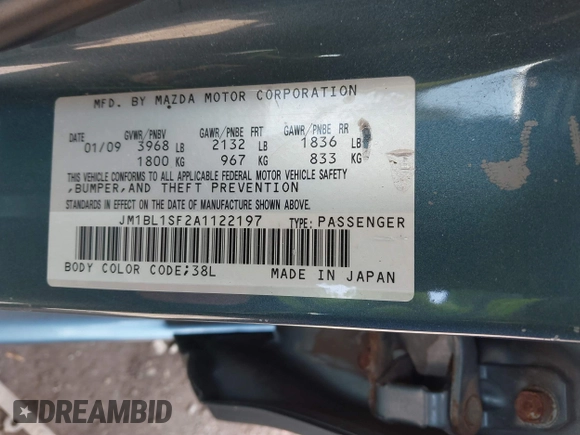 MFD. BY MAZDA MOTOR CORPORATION
DATE GVWR/PNBV GAWR/PNBE FRT GAWR/PNBE RR
01/09 3968 LB 2132 LB 1836 LB
1800 KG 967 KG 833 KG
THIS VEHICLE CONFORMS TO ALL APPLICABLE FEDERAL MOTOR VEHICLE SAFETY
,BUMPER,AND THEFT PREVENTION
STANDARDS IN EFFECT ON THE DATE OF MANUFACTURE SHOWN ABOVE.
JM1BL1SF2A1122197 TYPE: PASSENGER
BODY COLOR CODE;38L MADE IN JAPAN
DREAMBID